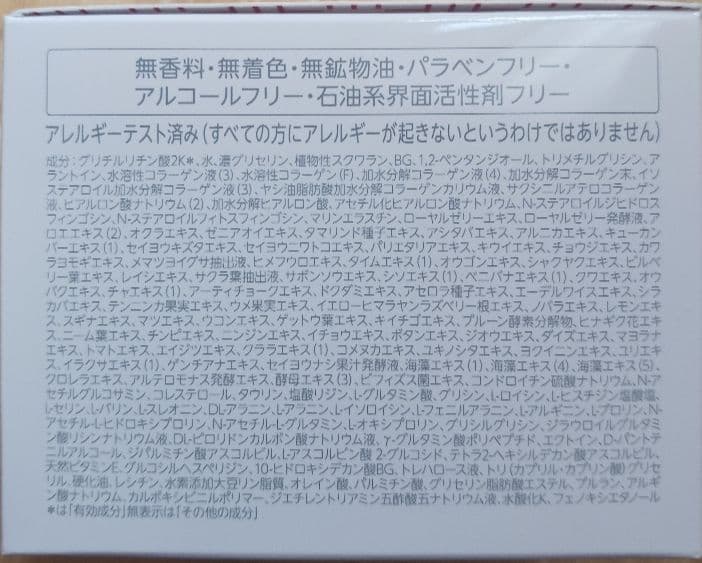 無香料・無着色・無鉱物油・パラベンフリー・
アルコールフリー・石油系界面活性剤フリー
アレルギーテスト済み(すべての方にアレルギーが起きないというわけではありません)
成分：グリチルリチン酸2K*、水、濃グリセリン、植物性スクワラン、BG、1,2-ペンタンジオール、トリメチルグリシン、ア
ラントイン、水溶性コラーゲン液(3)、水溶性コラーゲン(F)、加水分解コラーゲン液(4)、加水分解コラーゲン末、イソ
ステアロイル加水分解コラーゲン液(3)、ヤシ油脂肪酸加水分解コラーゲンカリウム液、サクシニルアテロコラーゲ
ン液、ヒアルロン酸ナトリウム(2)、加水分解ヒアルロン酸、アセチル化ヒアルロン酸ナトリウム、N-ステアロイルジヒドロス
フィンゴシン、N-ステアロイルフィトスフィンゴシン、マリンエラスチン、ローヤルゼリーエキス、ローヤルゼリー発酵液、ア
ロエエキス(2)、オクラエキス、ゼニアオイエキス、タマリンド種子エキス、アシタバエキス、アルニカエキス、キューカン
バーエキス(1)、セイヨウキズタエキス、セイヨウニワトコエキス、パリエタリアエキス、キウイエキス、チョウジエキス、カワ
ラヨモギエキス、メマツヨイグサ抽出液、ヒメフウロエキス、タイムエキス(1)、オウゴンエキス、シャクヤクエキス、ビルベ
リー葉エキス、レイシエキス、サクラ葉抽出液、サボンソウエキス、シソエキス(1)、ベニバナエキス(1)、クワエキス、オウ
バクエキス、チャエキス(1)、アーティチョークエキス、ドクダミエキス、アセロラ種子エキス、エーデルワイスエキス、シラ
カバエキス、テンニンカ果実エキス、ウメ果実エキス、イエローヒマラヤンラズベリー根エキス、ノバラエキス、レモンエキ
ス、スギナエキス、マツエキス、ウコンエキス、ゲットウ葉エキス、キイチゴエキス、プルーン酵素分解物、ヒナギク花エキ
ス、ニーム葉エキス、チンピエキス、ニンジンエキス、イチョウエキス、ボタンエキス、ジオウエキス、ダイズエキス、マヨラナ
エキス、トマトエキス、エイジツエキス、クララエキス(1)、コメヌカエキス、ユキノシタエキス、ヨクイニンエキス、ユリエキ
ス、イラクサエキス(1)、ゲンチアナエキス、セイヨウナシ果汁発酵液、海藻エキス(1)、海藻エキス(4)、海藻エキス(5)、
クロレラエキス、アルテロモナス発酵エキス、酵母エキス(3)、ビフィズス菌エキス、コンドロイチン硫酸ナトリウム、N-ア
セチルグルコサミン、コレステロール、タウリン、塩酸リジン、L-グルタミン酸、グリシン、L-ロイシン、L-ヒスチジン塩酸塩、
L-セリン、L-バリン、L-スレオニン、DL-アラニン、L-アラニン、L-イソロイシン、L-フェニルアラニン、L-アルギニン、L-プロリン、N-
アセチル-L-ヒドロキシプロリン、N-アセチル-L-グルタミン、L-オキシプロリン、グリシルグリシン、ジラウロイルグルタミ
ン酸リシンナトリウム液、DL-ピロリドンカルボン酸ナトリウム液、γ-グルタミン酸ポリペプチド、エクトイン、D-パント
テニルアルコール、ジパルミチン酸アスコルビル、L-アスコルビン酸 2-グルコシド、テトラ2-ヘキシルデカン酸アスコルビル、
天然ビタミンE、グルコシルヘスペリジン、10-ヒドロキシデカン酸BG、トレハロース液、トリ(カプリル・カプリン酸)グリセ
リル、硬化油、レシチン、水素添加大豆リン脂質、オレイン酸、パルミチン酸、グリセリン脂肪酸エステル、プルラン、アルギ
ン酸ナトリウム、カルボキシビニルポリマー、ジエチレントリアミン五酢酸五ナトリウム液、水酸化K、フェノキシエタノール
*は「有効成分」無表示は「その他の成分」